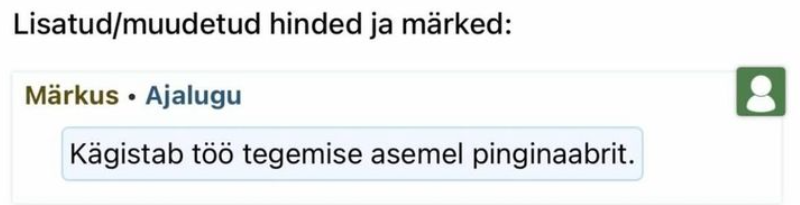 Lisatud/muudetud hinded ja märked:
Märkus • Ajalugu
Kägistab töö tegemise asemel pinginaabrit.